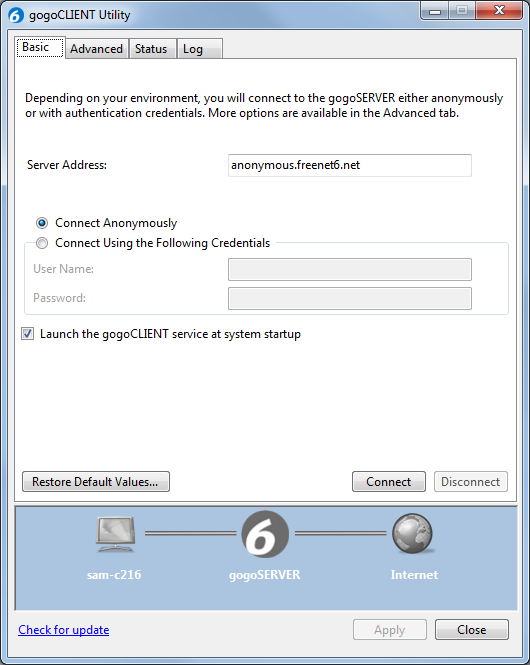 gogoCLIENT Utility
Basic Advanced Status Log
Depending on your environment, you will connect to the gogoSERVER either anonymously
or with authentication credentials. More options are available in the Advanced tab.
Server Address: anonymous.freenet6.net
Connect Anonymously
Connect Using the Following Credentials
User Name:
Password:
Launch the gogoCLIENT service at system startup
Restore Default Values... Connect Disconnect
6
sam-c216 gogoSERVER Internet
Check for update Apply Close